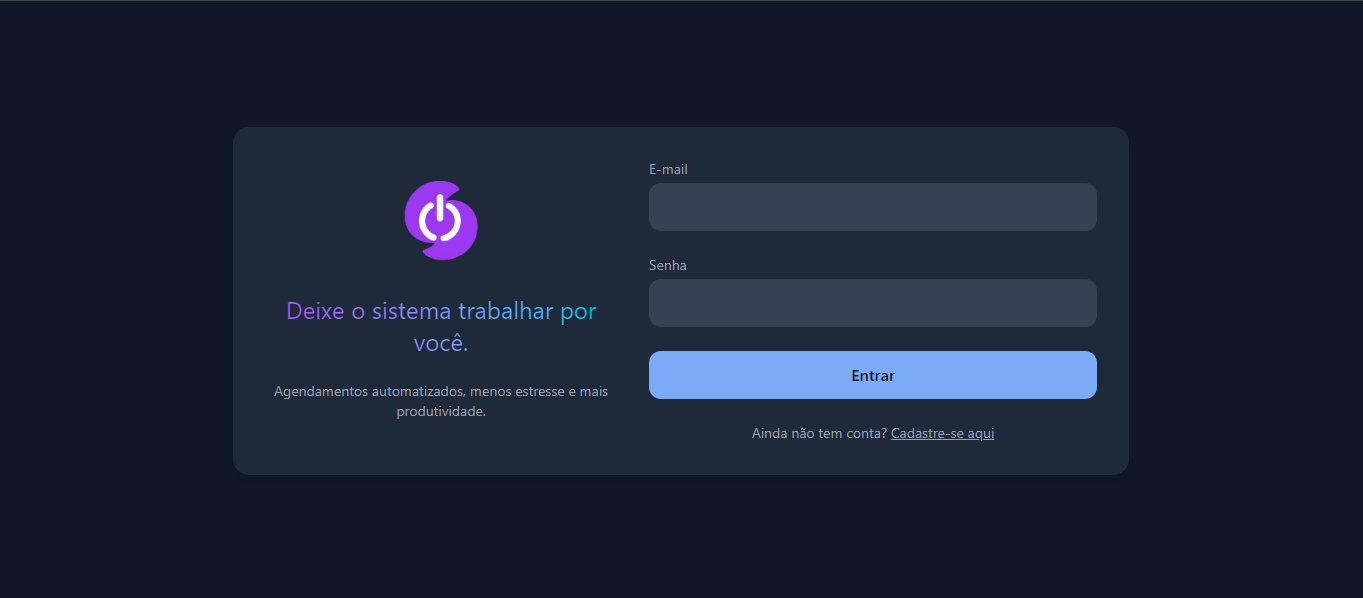 Deixe o sistema trabalhar por
você.
Agendamentos automatizados, menos estresse e mais
produtividade.
E-mail
Senha
Entrar
Ainda não tem conta? Cadastre-se aqui